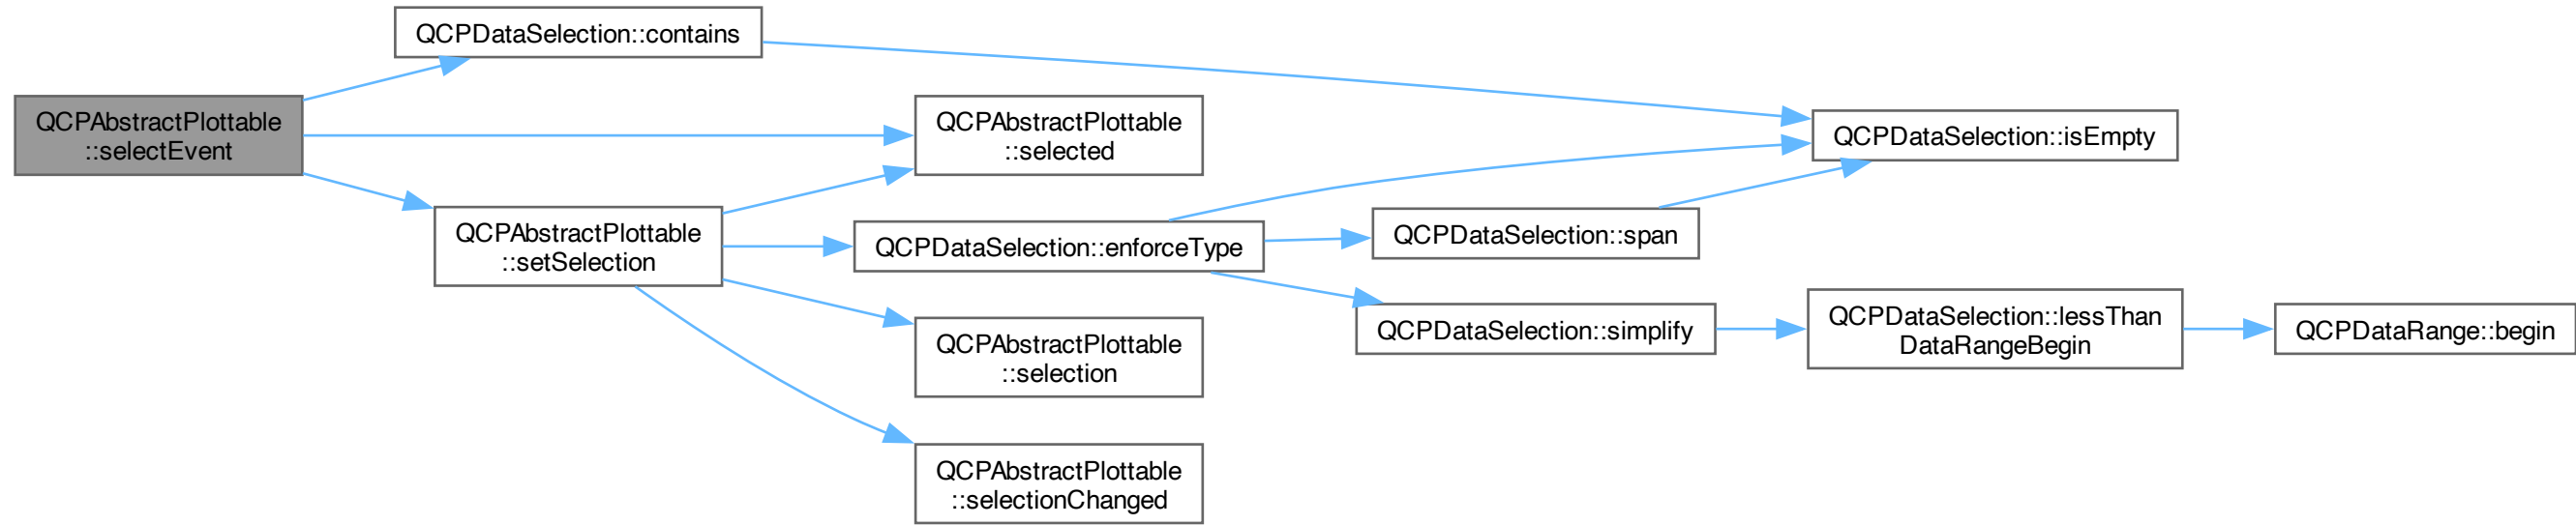 QCPDataSelection::contains
QCPAbstractPlottable
::selectEvent
QCPAbstractPlottable
::selected
QCPDataSelection::isEmpty
QCPAbstractPlottable
::setSelection
QCPDataSelection::enforceType
QCPDataSelection::span
QCPDataSelection::simplify
QCPDataSelection::lessThan
DataRangeBegin
QCPDataRange::begin
QCPAbstractPlottable
::selection
QCPAbstractPlottable
::selectionChanged